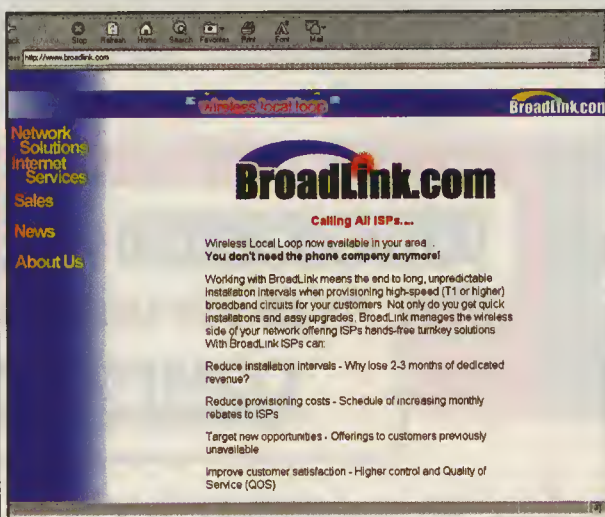 Stop Refresh Home Search Favorites Print Font Mail
http://www.broadlink.com
wireless local loop
BroadLink.com
Network
Solutions
Internet
Services
Sales
News
About Us
BroadLink.com
Calling All ISPs....
Wireless Local Loop now available in your area .
You don't need the phone company anymore!
Working with BroadLink means the end to long, unpredictable
installation intervals when provisioning high-speed (T1 or higher)
broadband circuits for your customers. Not only do you get quick
installations and easy upgrades, BroadLink manages the wireless
side of your network offering ISPs hands-free turnkey solutions
With BroadLink ISPs can:
Reduce installation intervals - Why lose 2-3 months of dedicated
revenue?
Reduce provisioning costs - Schedule of increasing monthly
rebates to ISPs
Target new opportunities - Offerings to customers previously
unavailable
Improve customer satisfaction - Higher control and Quality of
Service (QOS)